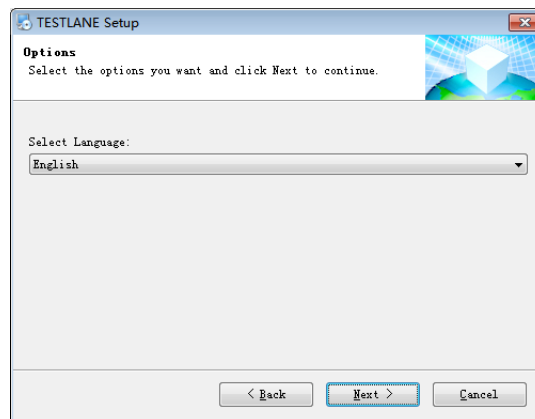 TESTLANE Setup
Options
Select the options you want and click Next to continue.
Select Language:
English
< Back
Next >
Cancel